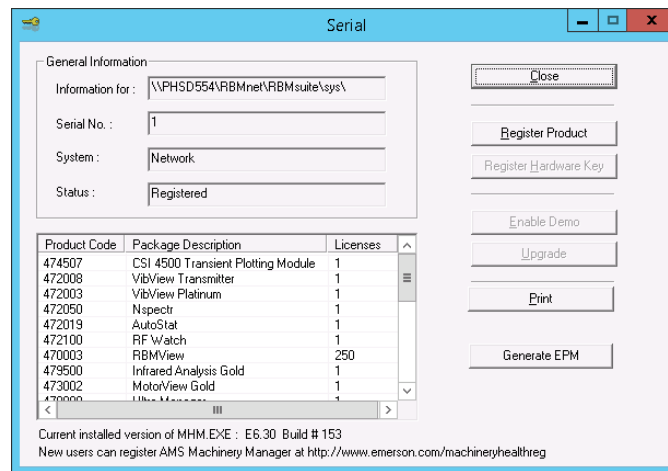 Serial
General Information
Information for : \\PHSD554\RBMnet\RBMsuite\sys\
Serial No. : 1
System : Network
Status : Registered
Close
Register Product
Register Hardware Key
Enable Demo
Upgrade
Print
Generate EPM
Product Code Package Description Licenses
474507 CSI 4500 Transient Plotting Module 1
472008 VibView Transmitter 1
472003 VibView Platinum 1
472050 Nspectr 1
472019 AutoStat 1
472100 RF Watch 1
470003 RBMView 250
479500 Infrared Analysis Gold 1
473002 MotorView Gold 1
Current installed version of MHM.EXE : E6.30 Build # 153
New users can register AMS Machinery Manager at http://www.emerson.com/machineryhealthreg